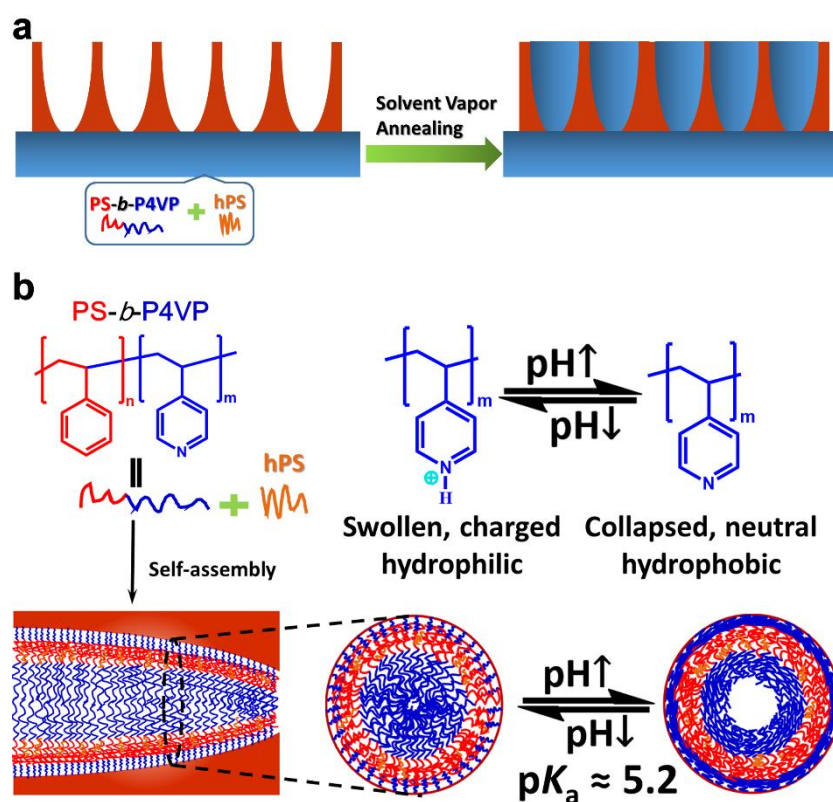 a
Solvent Vapor
Annealing
PS-b-P4VP
hPS
b
PS-b-P4VP
n
m
N
hPS
Self-assembly
m
N
⊕
H
Swollen, charged
hydrophilic
pH↑
pH↓
m
N
Collapsed, neutral
hydrophobic
pH↑
pH↓
pKa ≈ 5.2